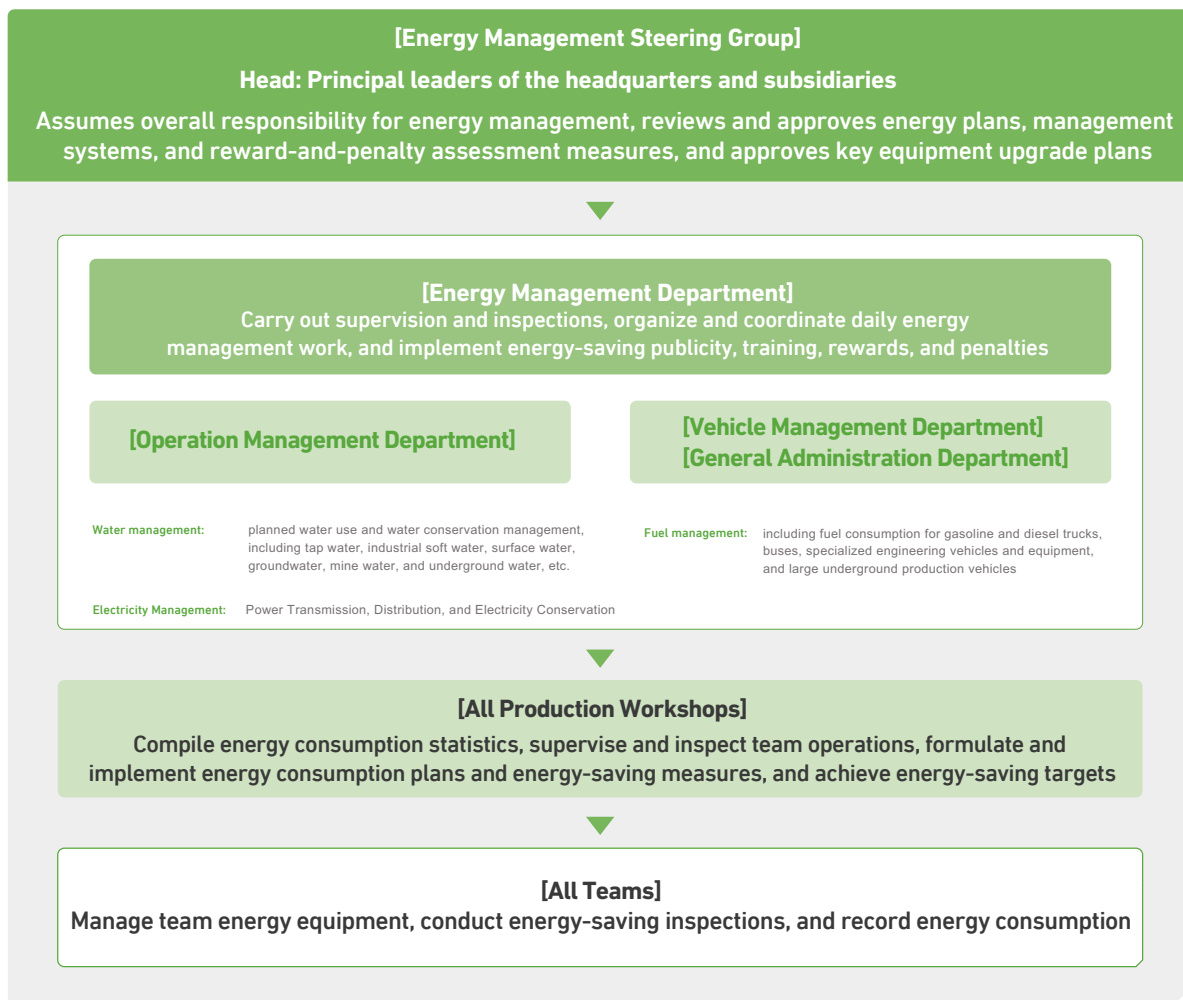 [Energy Management Steering Group]
Head: Principal leaders of the headquarters and subsidiaries
Assumes overall responsibility for energy management, reviews and approves energy plans, management
systems, and reward-and-penalty assessment measures, and approves key equipment upgrade plans
[Energy Management Department]
Carry out supervision and inspections, organize and coordinate daily energy
management work, and implement energy-saving publicity, training, rewards, and penalties
[Operation Management Department]
[Vehicle Management Department]
[General Administration Department]
Water management: planned water use and water conservation management,
including tap water, industrial soft water, surface water,
groundwater, mine water, and underground water, etc.
Electricity Management: Power Transmission, Distribution, and Electricity Conservation
Fuel management: including fuel consumption for gasoline and diesel trucks,
buses, specialized engineering vehicles and equipment,
and large underground production vehicles
[All Production Workshops]
Compile energy consumption statistics, supervise and inspect team operations, formulate and
implement energy consumption plans and energy-saving measures, and achieve energy-saving targets
[All Teams]
Manage team energy equipment, conduct energy-saving inspections, and record energy consumption